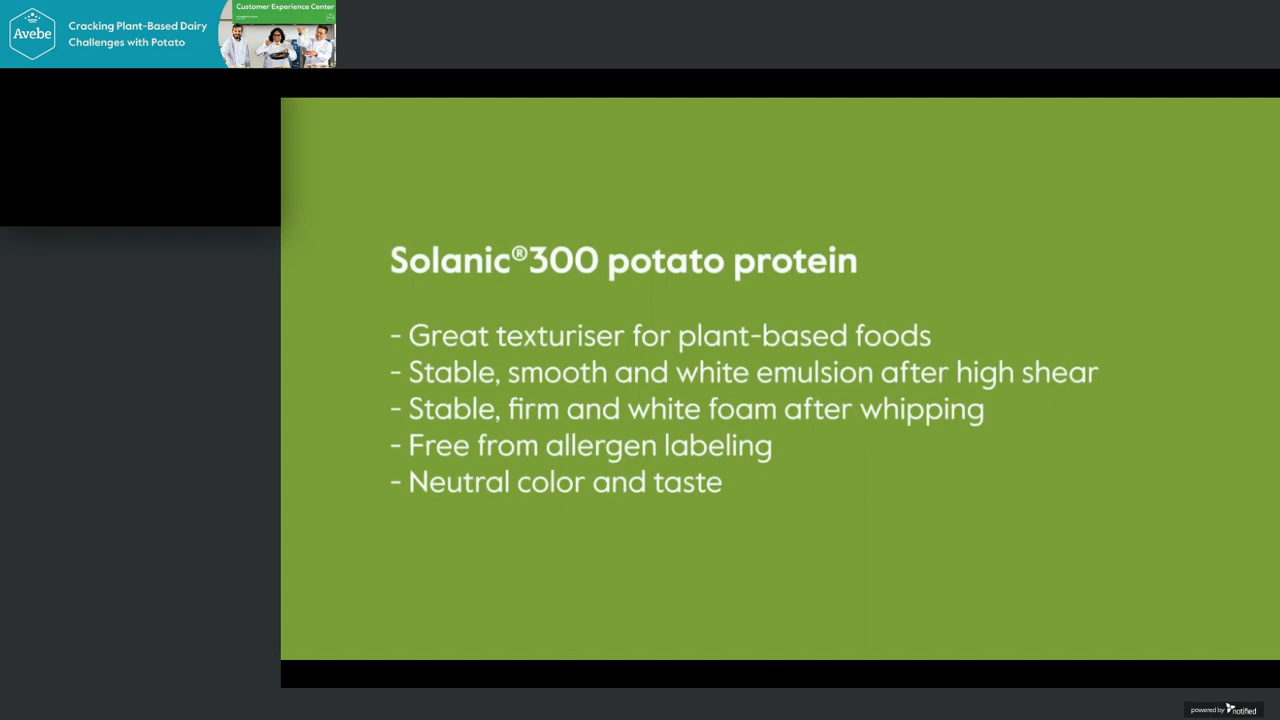 Avebe
Cracking Plant-Based Dairy
Challenges with Potato
Customer Experience Center
Solanic®300 potato protein
- Great texturiser for plant-based foods
- Stable, smooth and white emulsion after high shear
- Stable, firm and white foam after whipping
- Free from allergen labeling
- Neutral color and taste
powered by notified